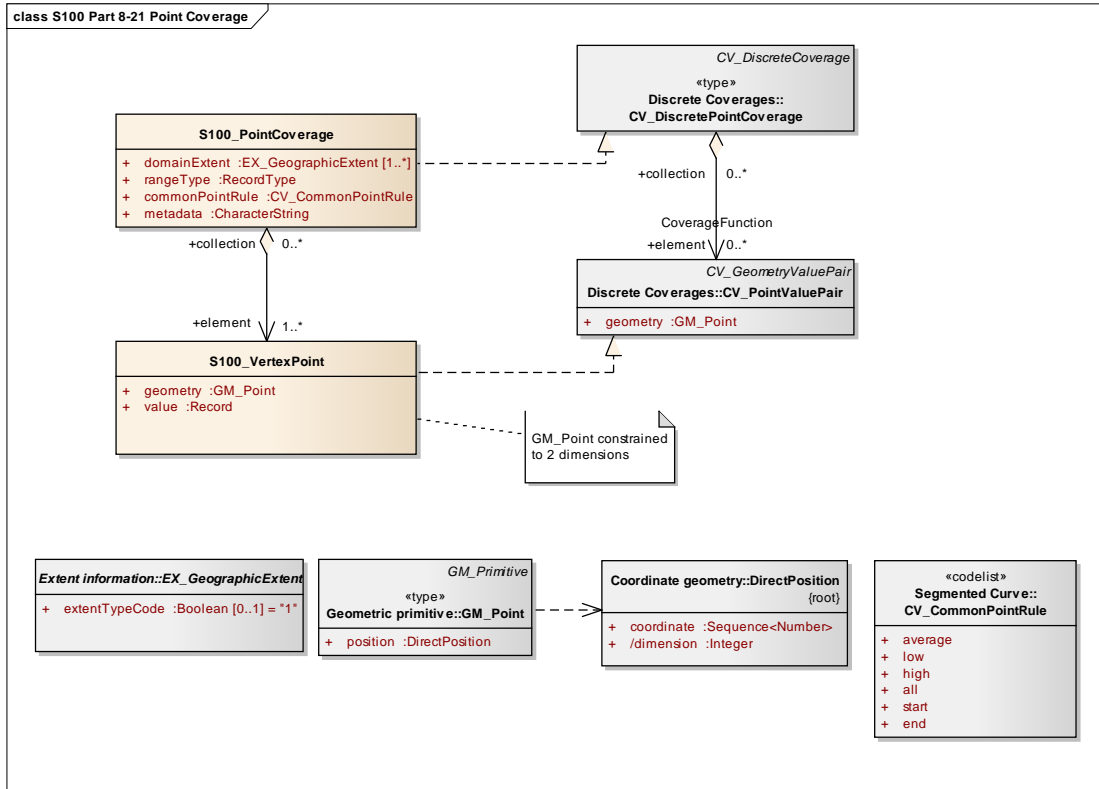 class S100 Part 8-21 Point Coverage
CV_DiscreteCoverage
«type»
Discrete Coverages::
CV_DiscretePointCoverage
S100_PointCoverage
+ domainExtent :EX_GeographicExtent [1..*]
+ rangeType :RecordType
+ commonPointRule :CV_CommonPointRule
+ metadata :CharacterString
+collection 0..*
CoverageFunction
+element 0..*
+collection 0..*
+element 1..*
CV_GeometryValuePair
Discrete Coverages::CV_PointValuePair
+ geometry :GM_Point
S100_VertexPoint
+ geometry :GM_Point
+ value :Record
GM_Point constrained
to 2 dimensions
Extent information::EX_GeographicExtent
+ extentTypeCode :Boolean [0..1] = "1"
GM_Primitive
«type»
Geometric primitive::GM_Point
+ position :DirectPosition
Coordinate geometry::DirectPosition
{root}
+ coordinate :Sequence<Number>
+ /dimension :Integer
«codelist»
Segmented Curve::
CV_CommonPointRule
+ average
+ low
+ high
+ all
+ start
+ end